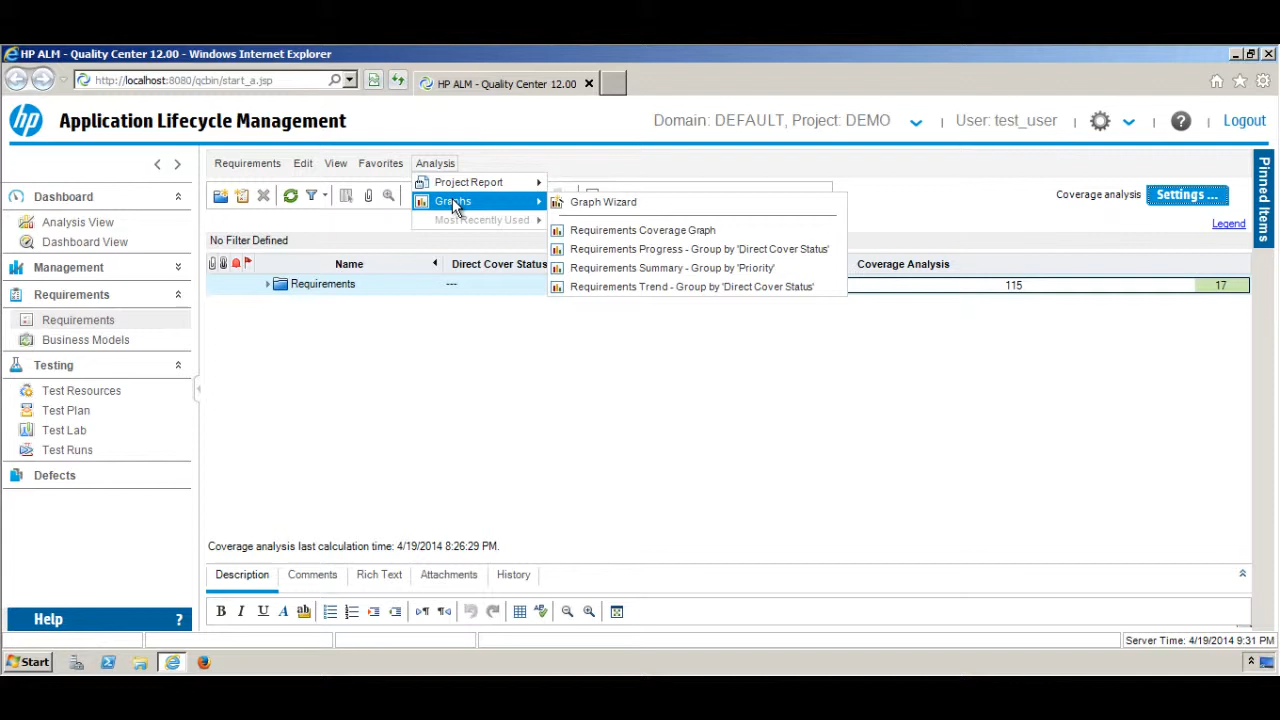 HP ALM - Quality Center 12.00 - Windows Internet Explorer
http://localhost:8080/qcbin/start_a.jsp
HP ALM - Quality Center 12.00
hp
Application Lifecycle Management
Domain: DEFAULT, Project: DEMO
User: test_user
Logout
Requirements Edit View Favorites Analysis
Project Report
Graphs
Most Recently Used
Graph Wizard
Requirements Coverage Graph
Requirements Progress - Group by 'Direct Cover Status'
Requirements Summary - Group by 'Priority'
Requirements Trend - Group by 'Direct Cover Status'
Coverage analysis Settings ...
Legend
Pinned Items
Dashboard
Analysis View
Dashboard View
Management
Requirements
Requirements
Business Models
Testing
Test Resources
Test Plan
Test Lab
Test Runs
Defects
Help ?
No Filter Defined
Name Direct Cover Status Coverage Analysis
Requirements --- 115 17
Coverage analysis last calculation time: 4/19/2014 8:26:29 PM.
Description Comments Rich Text Attachments History
B I U A ab
Server Time: 4/19/2014 9:31 PM
Start